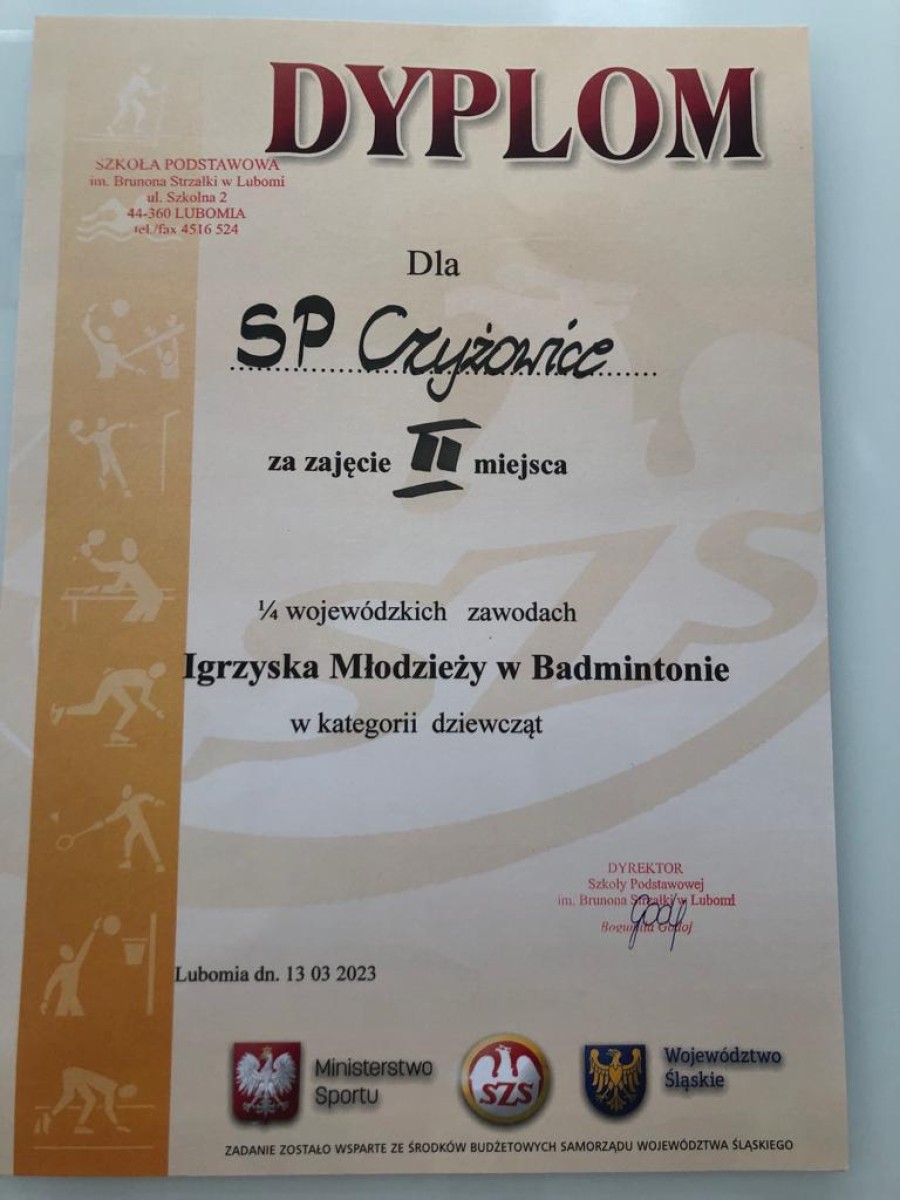 DYPLOM
SZKOŁA PODSTAWOWA
im. Brunona Strzałki w Lubomi
ul. Szkolna 2
44-360 LUBOMIA
tel./fax 4516 524
Dla
SP Czyżowice
za zajęcie II miejsca
¼ wojewódzkich zawodach
Igrzyska Młodzieży w Badmintonie
w kategorii dziewcząt
DYREKTOR
Szkoły Podstawowej
im. Brunona Strzałki w Lubomi
Lubomia dn. 13 03 2023
Ministerstwo
Sportu
SZS
Województwo
Śląskie
ZADANIE ZOSTAŁO WSPARTE ZE ŚRODKÓW BUDŻETOWYCH SAMORZĄDU WOJEWÓDZTWA ŚLĄSKIEGO